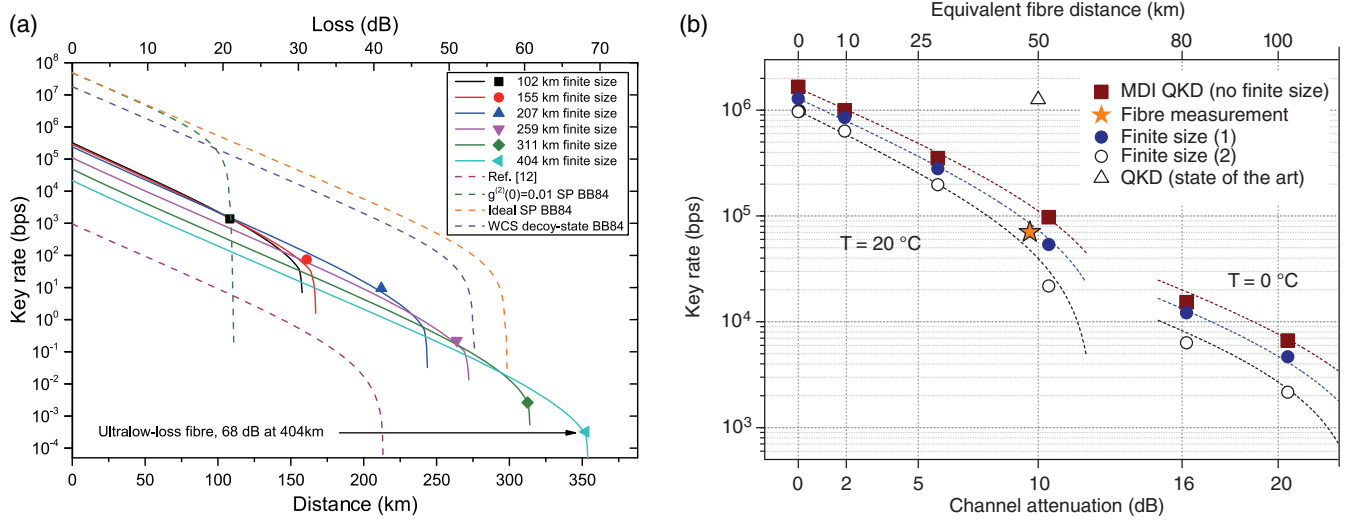 (a)
Loss (dB)
0 10 20 30 40 50 60 70
10^8
10^7
10^6
10^5
10^4
10^3
10^2
10^1
10^0
10^-1
10^-2
10^-3
10^-4
Key rate (bps)
102 km finite size
155 km finite size
207 km finite size
259 km finite size
311 km finite size
404 km finite size
Ref. [12]
g^(2)(0)=0.01 SP BB84
Ideal SP BB84
WCS decoy-state BB84
Ultralow-loss fibre, 68 dB at 404km
0 50 100 150 200 250 300 350
Distance (km)
(b)
Equivalent fibre distance (km)
0 10 25 50 80 100
10^6
10^5
10^4
10^3
Key rate (bps)
MDI QKD (no finite size)
Fibre measurement
Finite size (1)
Finite size (2)
QKD (state of the art)
T = 20 °C
T = 0 °C
0 2 5 10 16 20
Channel attenuation (dB)